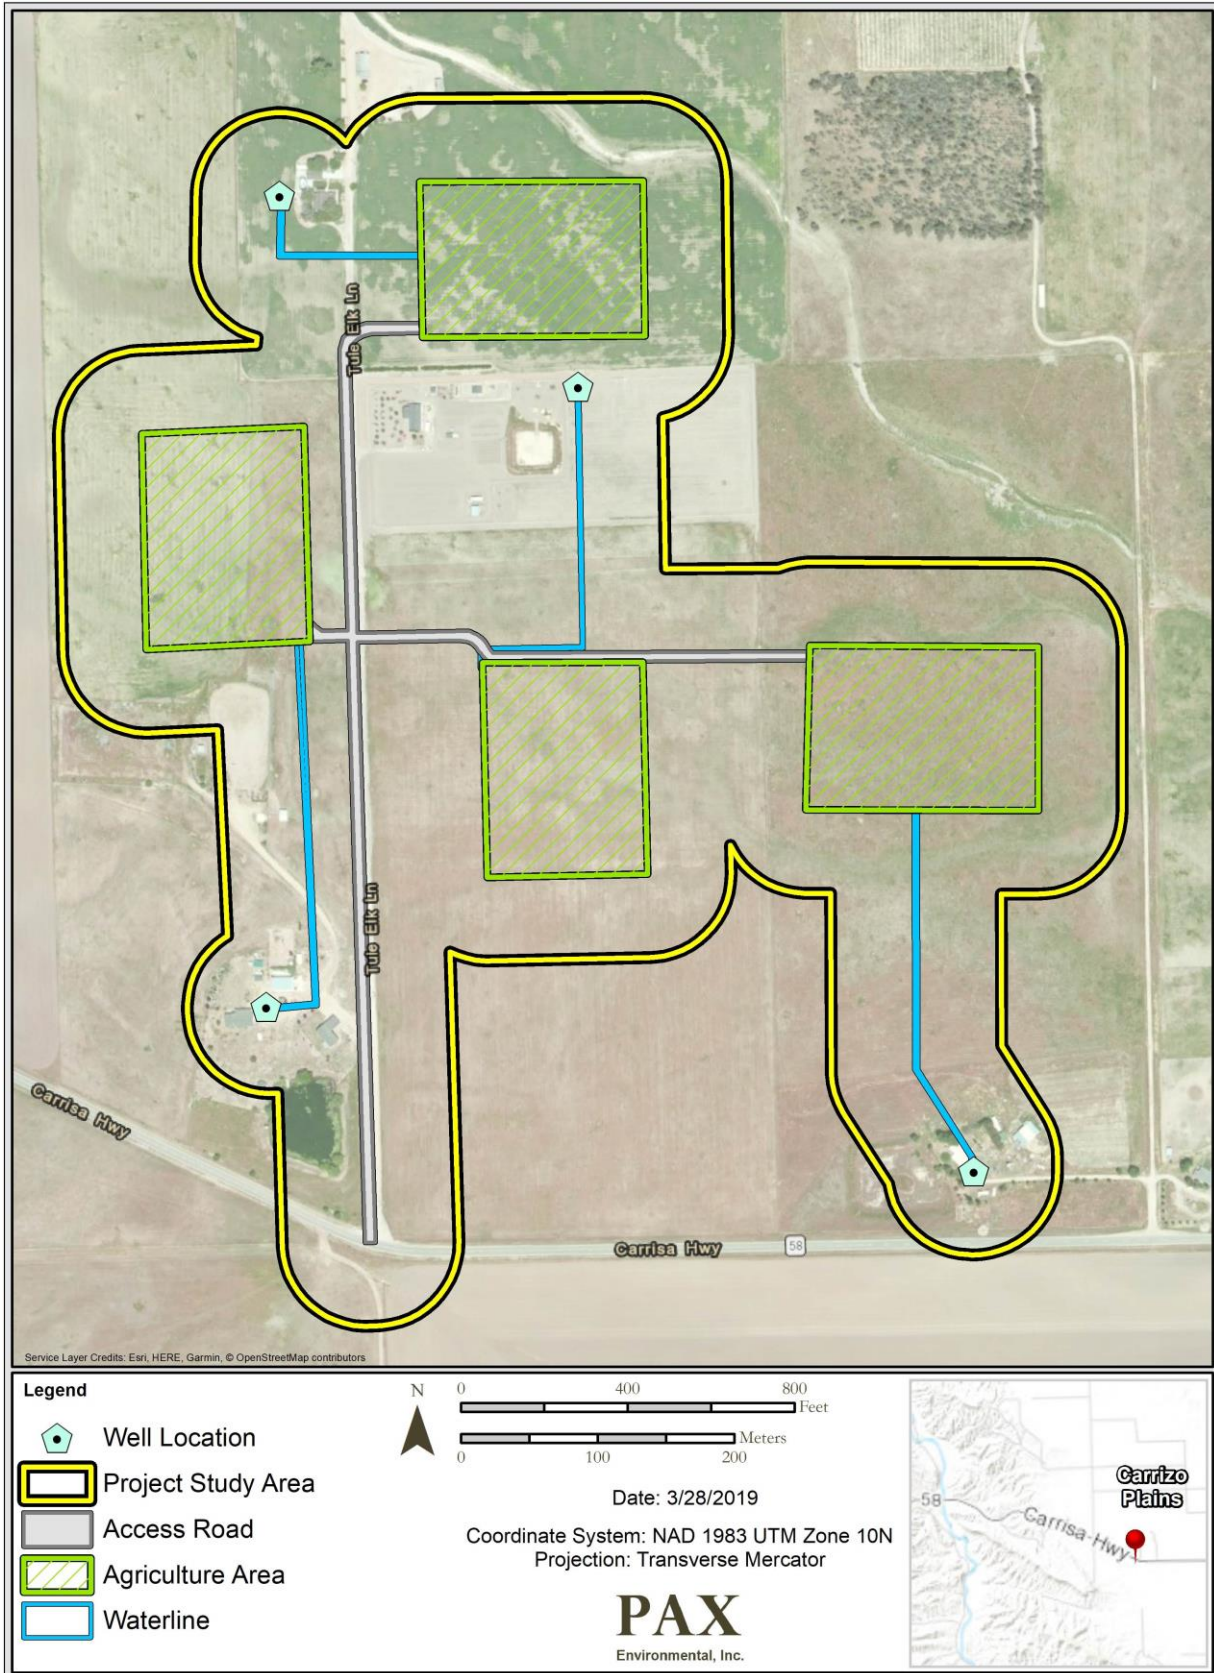 Tule Elk Ln
Tule Elk Ln
Carrisa Hwy
Carrisa Hwy
58
Service Layer Credits: Esri, HERE, Garmin, © OpenStreetMap contributors
Legend
Well Location
Project Study Area
Access Road
Agriculture Area
Waterline
N
0 400 800
Feet
Meters
0 100 200
Date: 3/28/2019
Coordinate System: NAD 1983 UTM Zone 10N
Projection: Transverse Mercator
PAX
Environmental, Inc.
Carrizo
Plains
58
Carrisa-Hwy